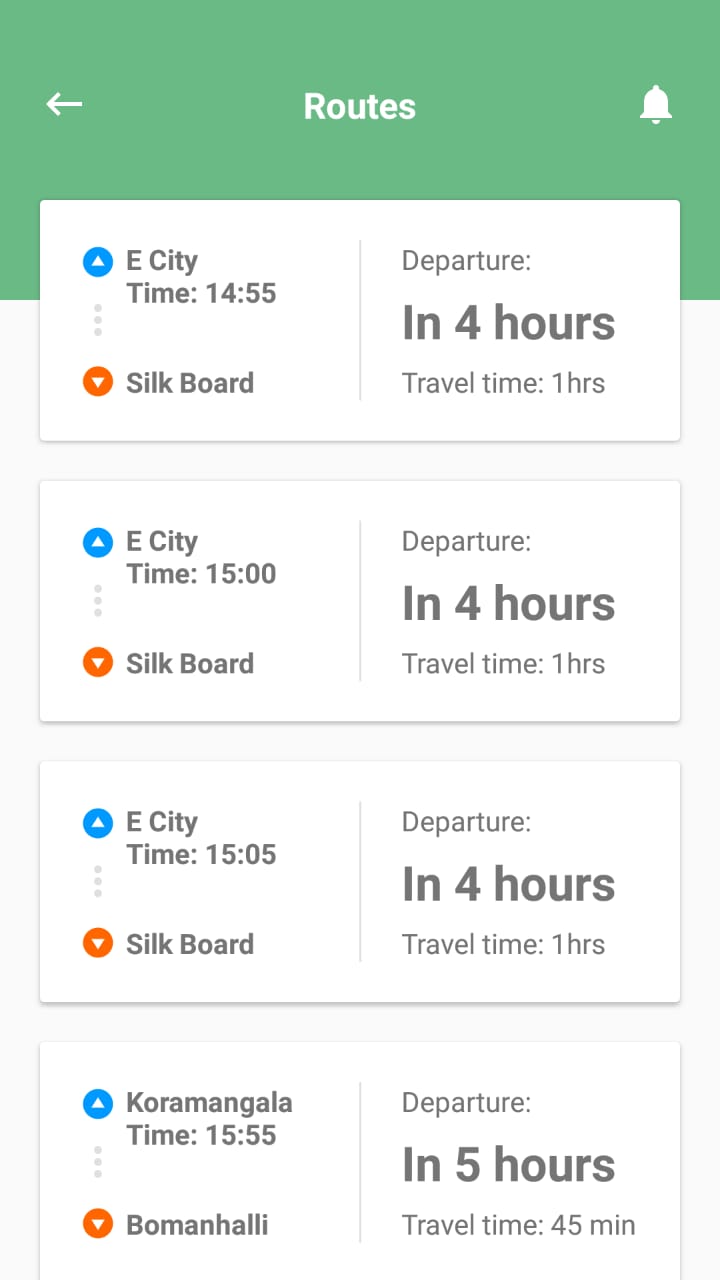 Routes
E City
Time: 14:55
Silk Board
Departure:
In 4 hours
Travel time: 1hrs
E City
Time: 15:00
Silk Board
Departure:
In 4 hours
Travel time: 1hrs
E City
Time: 15:05
Silk Board
Departure:
In 4 hours
Travel time: 1hrs
Koramangala
Time: 15:55
Bomanhalli
Departure:
In 5 hours
Travel time: 45 min